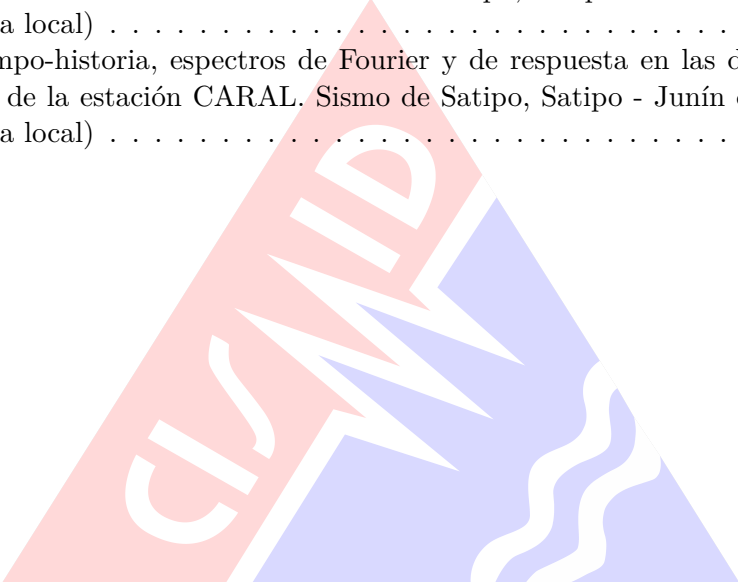 a local) . . . . . . . . . . . . . . . . . . . . . . . . . . . . . . . .
mpo-historia, espectros de Fourier y de respuesta en las d
de la estación CARAL. Sismo de Satipo, Satipo - Junín
a local) . . . . . . . . . . . . . . . . . . . . . . . . . . . . . . . .
CISMID